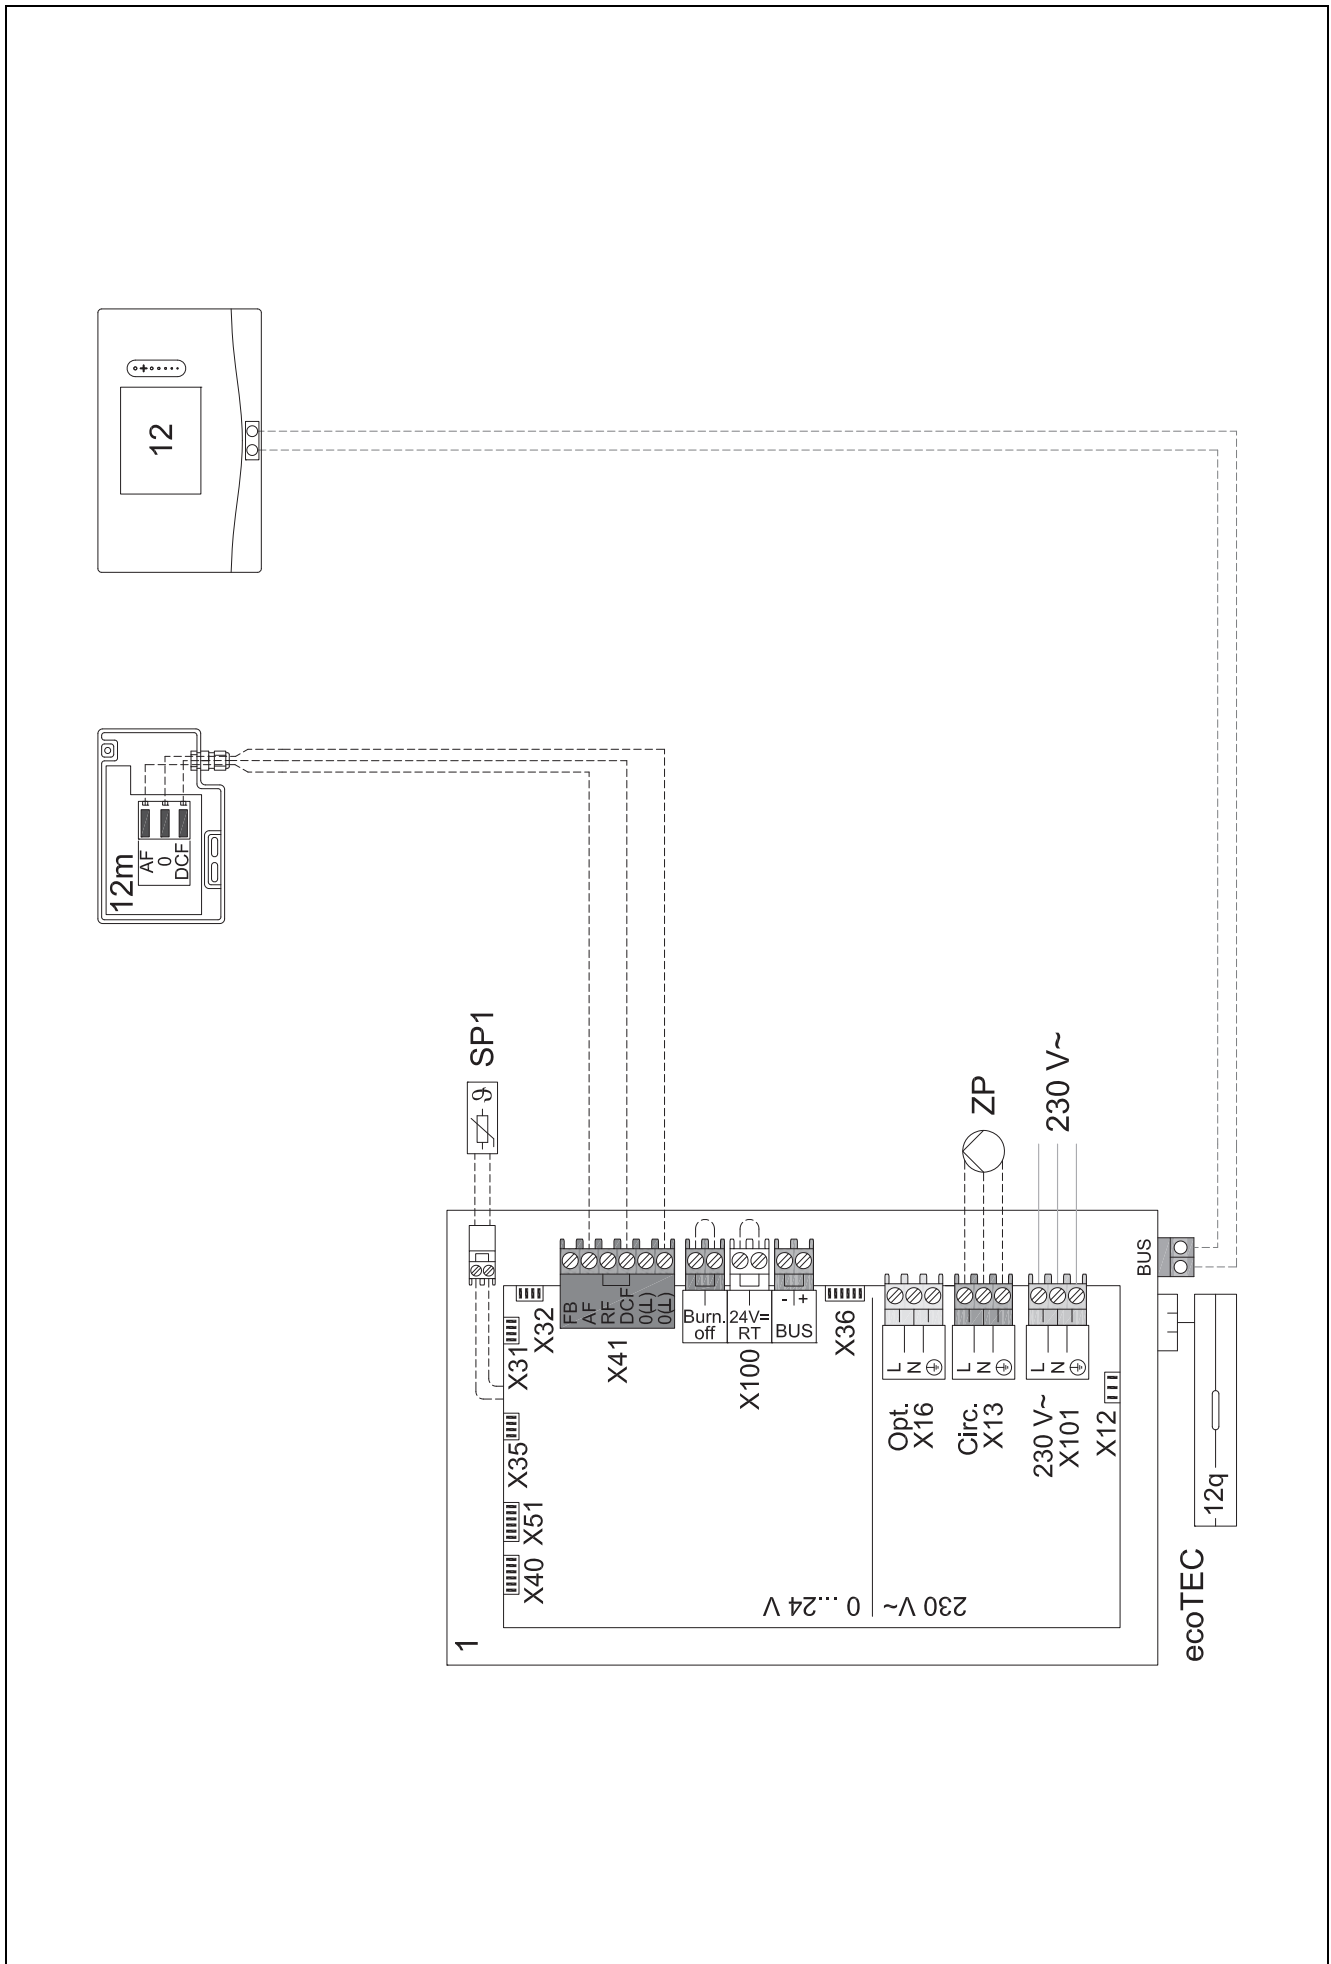 12
12m
AF
0
DCF
SP1
ϑ
1
X40
X51
X35
X31
X32
FB
AF
RF
DCF
0(⊥)
0(⊥)
X41
Burn.
off
24V=
RT
X100
- +
BUS
X36
0 ...24 V
230 V~
L
N
Opt.
X16
L
N
Circ.
X13
ZP
L
N
230 V~
X101
230 V~
X12
BUS
12q
ecoTEC